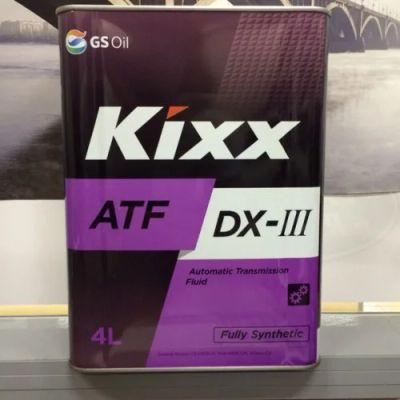 GS Oil
Kixx
ATF
DX-III
Automatic Transmission
Fluid
4L
Fully Synthetic